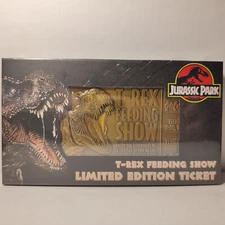 JURASSIC PARK
T-REX
FEEDING
SHOW
T-REX FEEDING SHOW
LIMITED EDITION TICKET